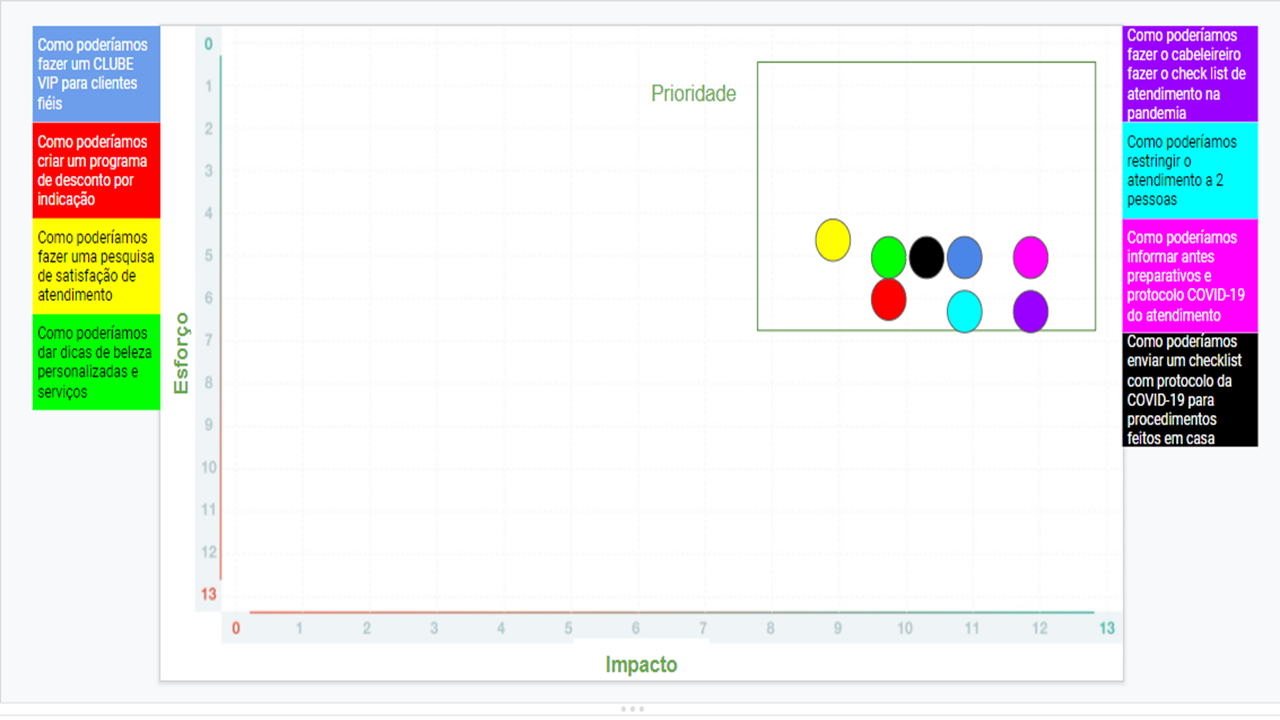 Como poderíamos
fazer um CLUBE
VIP para clientes
fiéis
Como poderíamos
criar um programa
de desconto por
indicação
Como poderíamos
fazer uma pesquisa
de satisfação de
atendimento
Como poderíamos
dar dicas de beleza
personalizadas e
serviços
Esforço
0
1
2
3
4
5
6
7
8
9
10
11
12
13
Prioridade
0 1 2 3 4 5 6 7 8 9 10 11 12 13
Impacto
Como poderíamos
fazer o cabeleireiro
fazer o check list de
atendimento na
pandemia
Como poderíamos
restringir o
atendimento a 2
pessoas
Como poderíamos
informar antes
preparativos e
protocolo COVID-19
do atendimento
Como poderíamos
enviar um checklist
com protocolo da
COVID-19 para
procedimentos
feitos em casa